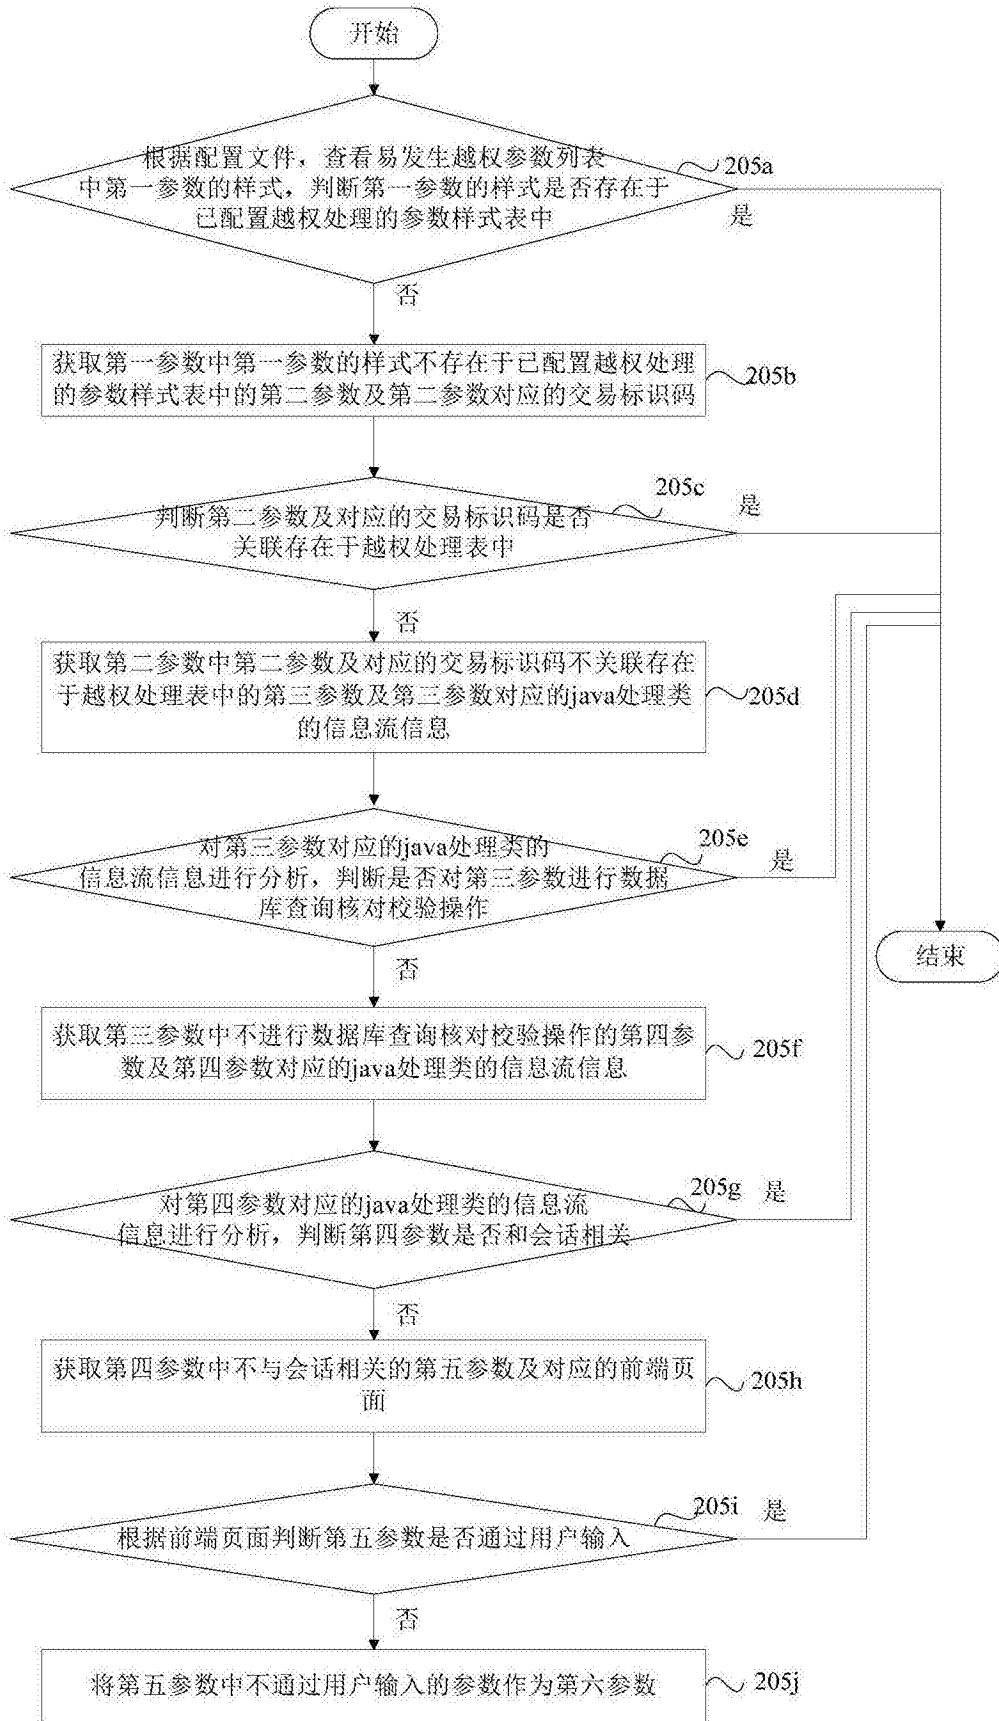 开始
根据配置文件，查看易发生越权参数列表
中第一参数的样式，判断第一参数的样式是否存在于
已配置越权处理的参数样式表中
205a
是
否
获取第一参数中第一参数的样式不存在于已配置越权处理
的参数样式表中的第二参数及第二参数对应的交易标识码
205b
判断第二参数及对应的交易标识码是否
关联存在于越权处理表中
205c
是
否
获取第二参数中第二参数及对应的交易标识码不关联存在
于越权处理表中的第三参数及第三参数对应的java处理类
的信息流信息
205d
对第三参数对应的java处理类的
信息流信息进行分析，判断是否对第三参数进行数据
库查询核对校验操作
205e
是
否
结束
获取第三参数中不进行数据库查询核对校验操作的第四参
数及第四参数对应的java处理类的信息流信息
205f
对第四参数对应的java处理类的信息流
信息进行分析，判断第四参数是否和会话相关
205g
是
否
获取第四参数中不与会话相关的第五参数及对应的前端页
面
205h
根据前端页面判断第五参数是否通过用户输入
205i
是
否
将第五参数中不通过用户输入的参数作为第六参数
205j